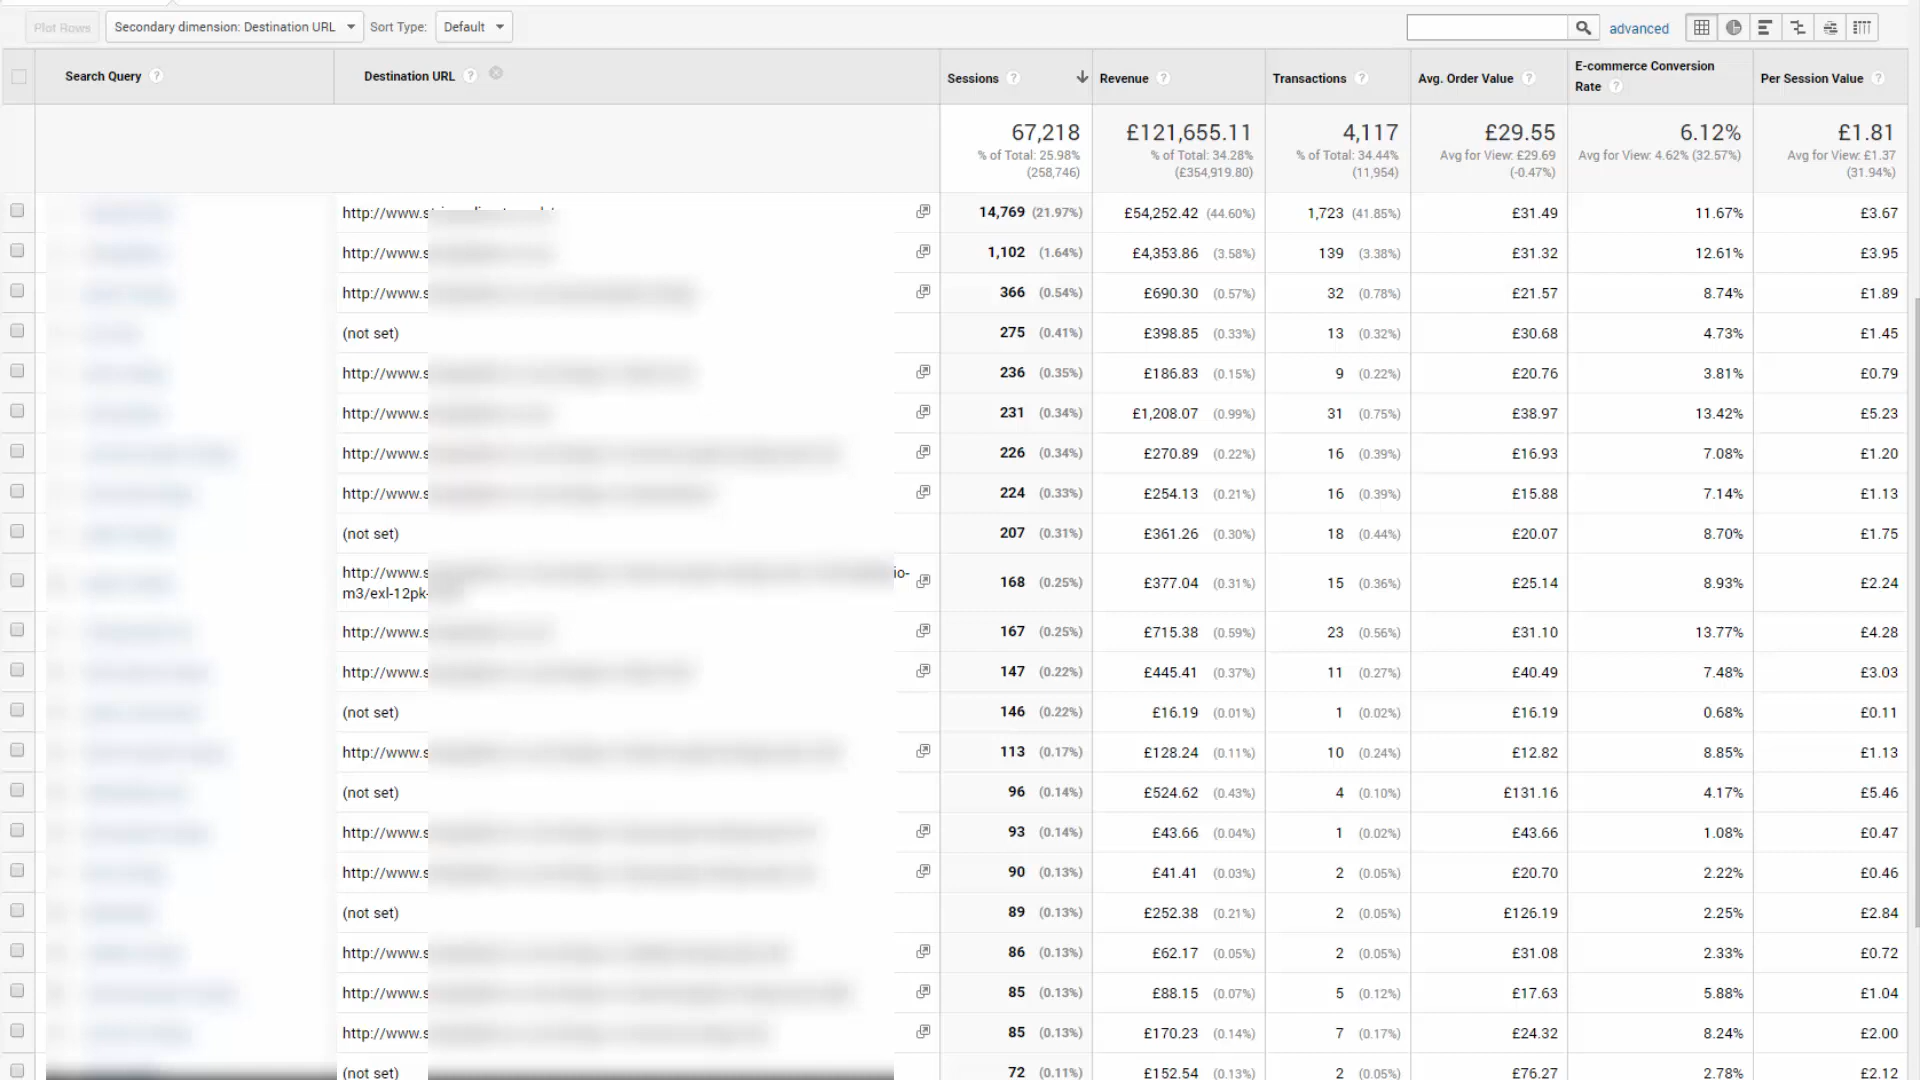 Plot Rows Secondary dimension: Destination URL Sort Type: Default advanced
Search Query Destination URL Sessions Revenue Transactions Avg. Order Value E-commerce Conversion Rate Per Session Value
67,218 £121,655.11 4,117 £29.55 6.12% £1.81
% of Total: 25.98% % of Total: 34.28% % of Total: 34.44% Avg for View: £29.69 Avg for View: 4.62% (32.57%) Avg for View: £1.37
(258,746) (£354,919.80) (11,954) (-0.47%) (31.94%)
http://www.s 14,769 (21.97%) £54,252.42 (44.60%) 1,723 (41.85%) £31.49 11.67% £3.67
http://www.s 1,102 (1.64%) £4,353.86 (3.58%) 139 (3.38%) £31.32 12.61% £3.95
http://www.s 366 (0.54%) £690.30 (0.57%) 32 (0.78%) £21.57 8.74% £1.89
(not set) 275 (0.41%) £398.85 (0.33%) 13 (0.32%) £30.68 4.73% £1.45
http://www.s 236 (0.35%) £186.83 (0.15%) 9 (0.22%) £20.76 3.81% £0.79
http://www.s 231 (0.34%) £1,208.07 (0.99%) 31 (0.75%) £38.97 13.42% £5.23
http://www.s 226 (0.34%) £270.89 (0.22%) 16 (0.39%) £16.93 7.08% £1.20
http://www.s 224 (0.33%) £254.13 (0.21%) 16 (0.39%) £15.88 7.14% £1.13
(not set) 207 (0.31%) £361.26 (0.30%) 18 (0.44%) £20.07 8.70% £1.75
http://www.s io-
m3/exl-12pk- 168 (0.25%) £377.04 (0.31%) 15 (0.36%) £25.14 8.93% £2.24
http://www.s 167 (0.25%) £715.38 (0.59%) 23 (0.56%) £31.10 13.77% £4.28
http://www.s 147 (0.22%) £445.41 (0.37%) 11 (0.27%) £40.49 7.48% £3.03
(not set) 146 (0.22%) £16.19 (0.01%) 1 (0.02%) £16.19 0.68% £0.11
http://www.s 113 (0.17%) £128.24 (0.11%) 10 (0.24%) £12.82 8.85% £1.13
(not set) 96 (0.14%) £524.62 (0.43%) 4 (0.10%) £131.16 4.17% £5.46
http://www.s 93 (0.14%) £43.66 (0.04%) 1 (0.02%) £43.66 1.08% £0.47
http://www.s 90 (0.13%) £41.41 (0.03%) 2 (0.05%) £20.70 2.22% £0.46
(not set) 89 (0.13%) £252.38 (0.21%) 2 (0.05%) £126.19 2.25% £2.84
http://www.s 86 (0.13%) £62.17 (0.05%) 2 (0.05%) £31.08 2.33% £0.72
http://www.s 85 (0.13%) £88.15 (0.07%) 5 (0.12%) £17.63 5.88% £1.04
http://www.s 85 (0.13%) £170.23 (0.14%) 7 (0.17%) £24.32 8.24% £2.00
(not set) 72 (0.11%) £152.54 (0.13%) 2 (0.05%) £76.27 2.78% £2.12